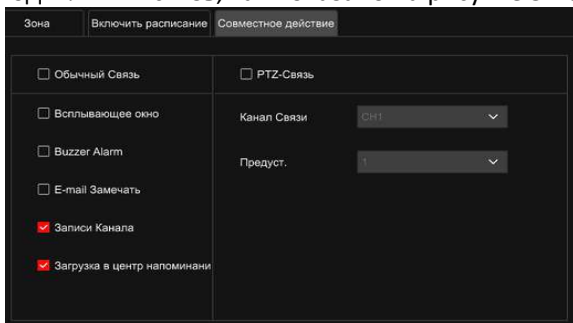 Зона Включить расписание Совместное действие
Обычный Связь PTZ-Связь
Всплывающее окно Канал Связи CH1
Buzzer Alarm
Предуст. 1
E-mail Замечать
Записи Канала
Загрузка в центр напоминани